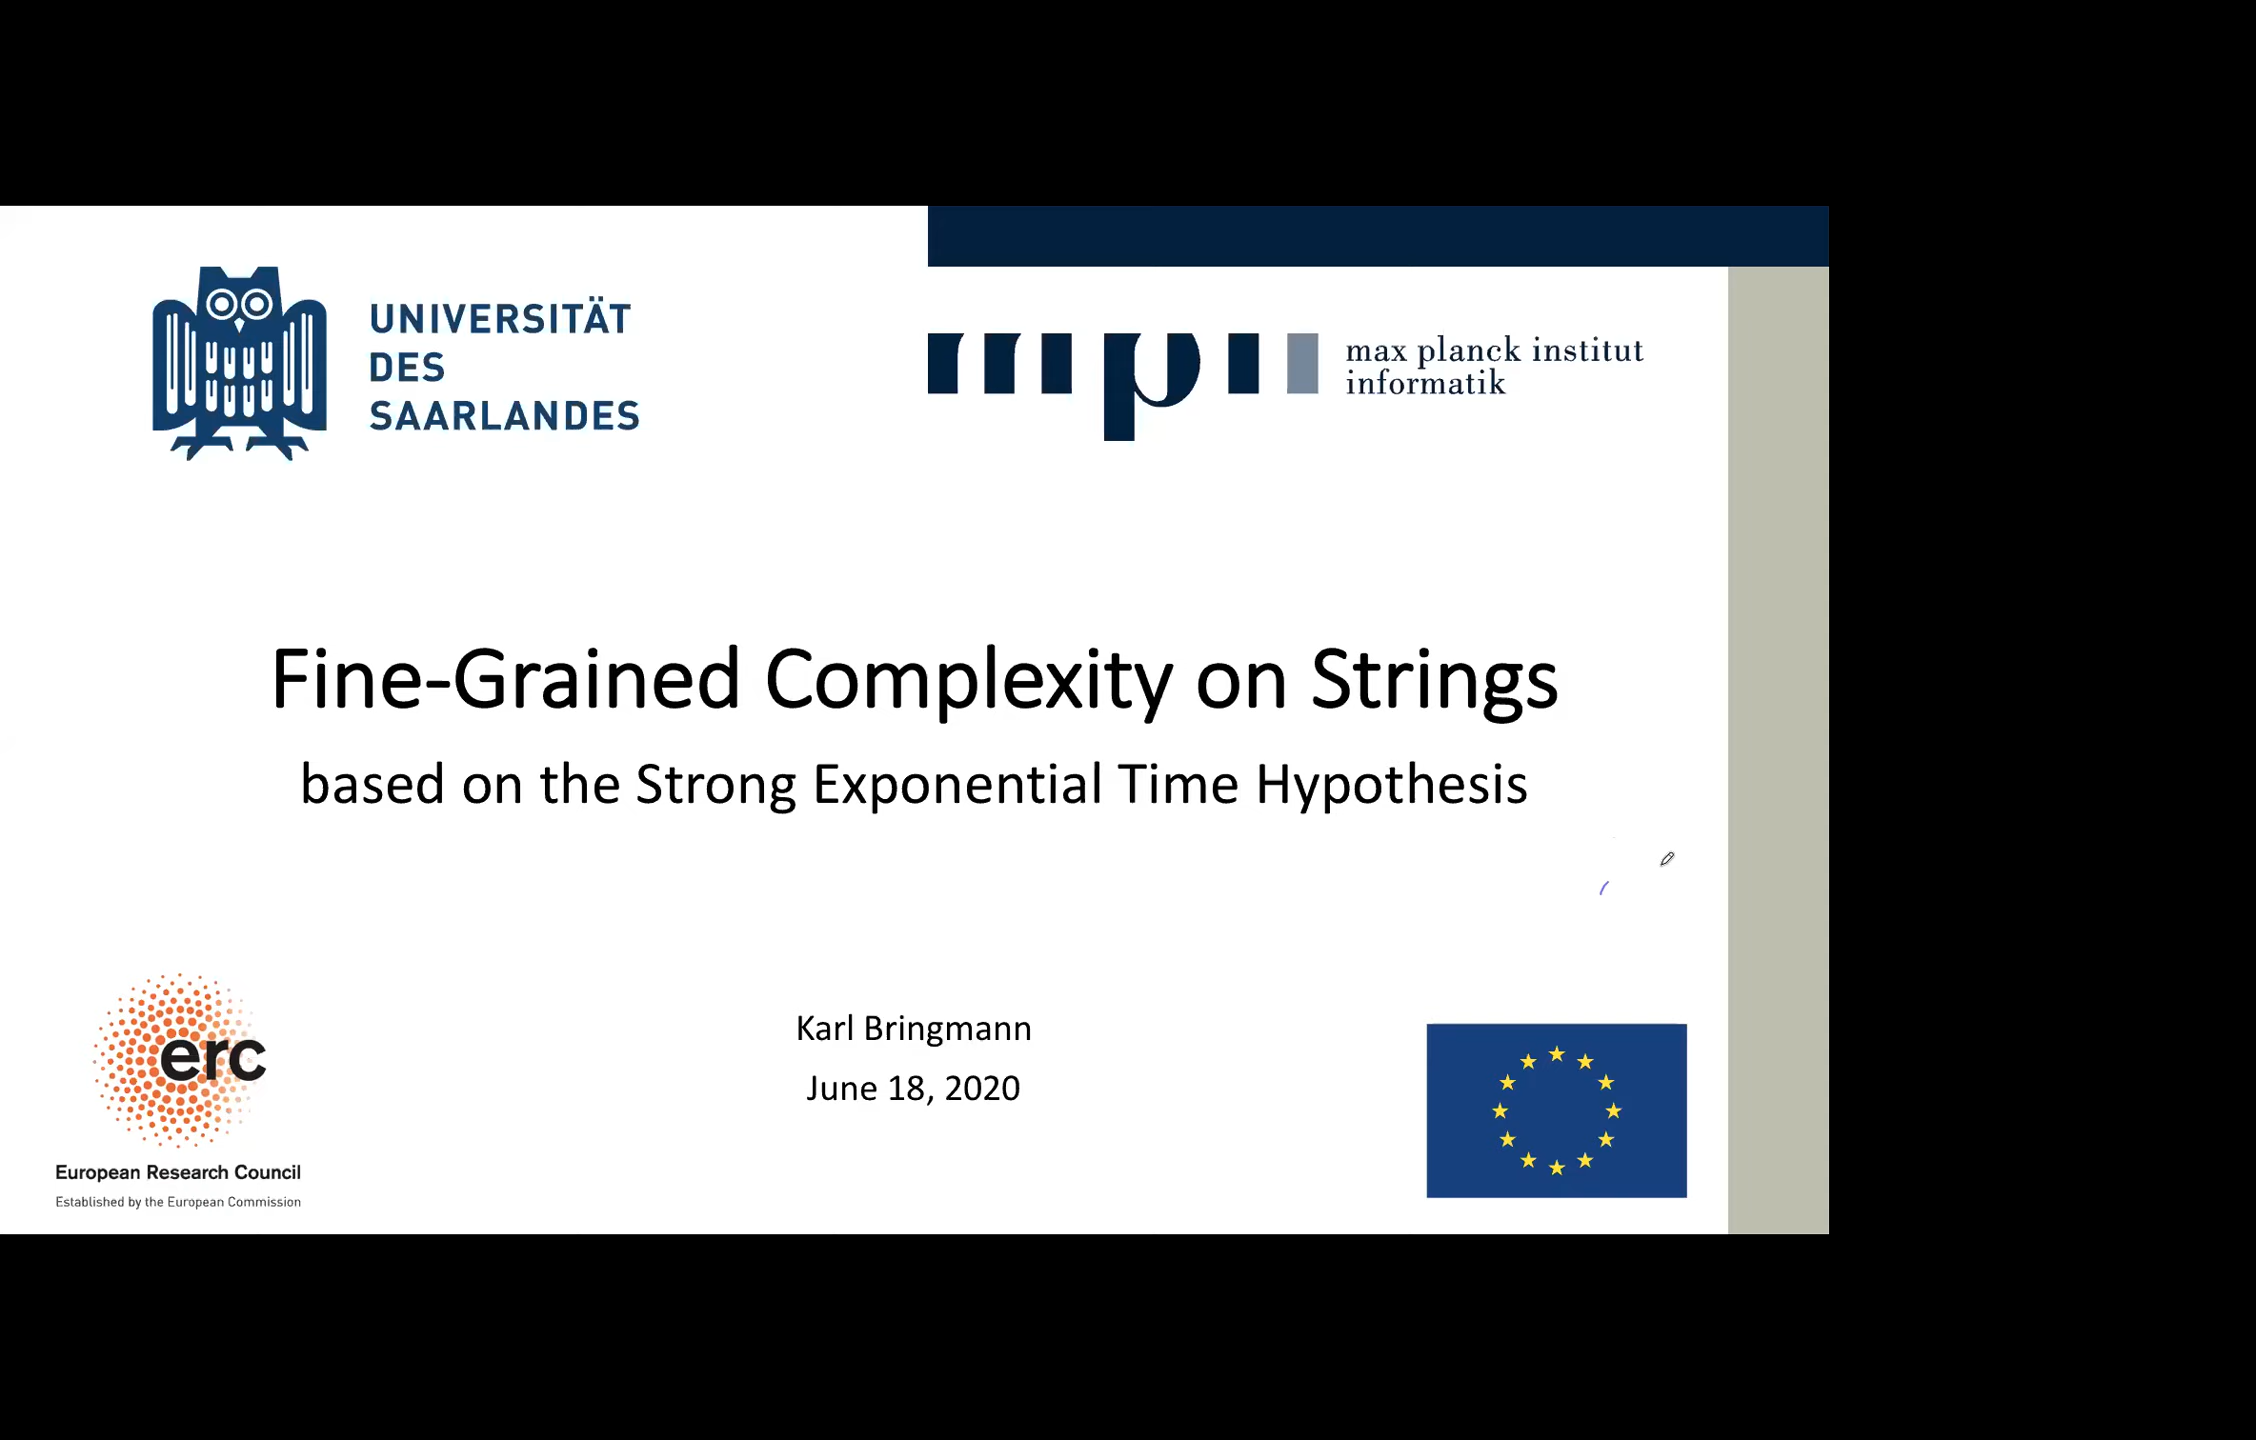 UNIVERSITÄT
DES
SAARLANDES
mpii
max planck institut
informatik
Fine-Grained Complexity on Strings
based on the Strong Exponential Time Hypothesis
Karl Bringmann
June 18, 2020
erc
European Research Council
Established by the European Commission